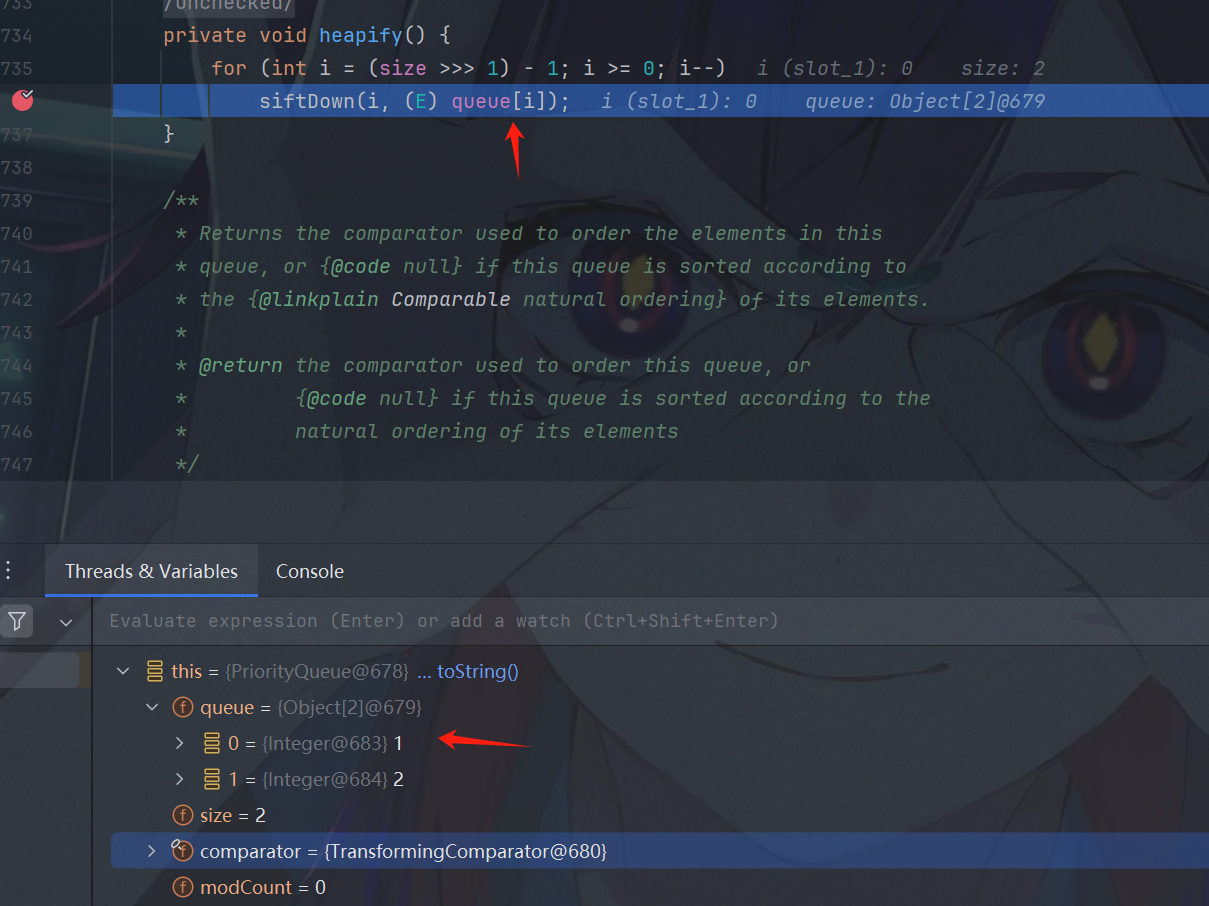 733 /unchecked/
734 private void heapify() {
735 for (int i = (size >>> 1) - 1; i >= 0; i--) i (slot_1): 0 size: 2
siftDown(i, (E) queue[i]); i (slot_1): 0 queue: Object[2]@679
737 }
738
739 /**
740 * Returns the comparator used to order the elements in this
741 * queue, or {@code null} if this queue is sorted according to
742 * the {@linkplain Comparable natural ordering} of its elements.
743 *
744 * @return the comparator used to order this queue, or
745 * {@code null} if this queue is sorted according to the
746 * natural ordering of its elements
747 */
Threads & Variables Console
Evaluate expression (Enter) or add a watch (Ctrl+Shift+Enter)
this = {PriorityQueue@678} ... toString()
queue = {Object[2]@679}
0 = {Integer@683} 1
1 = {Integer@684} 2
size = 2
comparator = {TransformingComparator@680}
modCount = 0